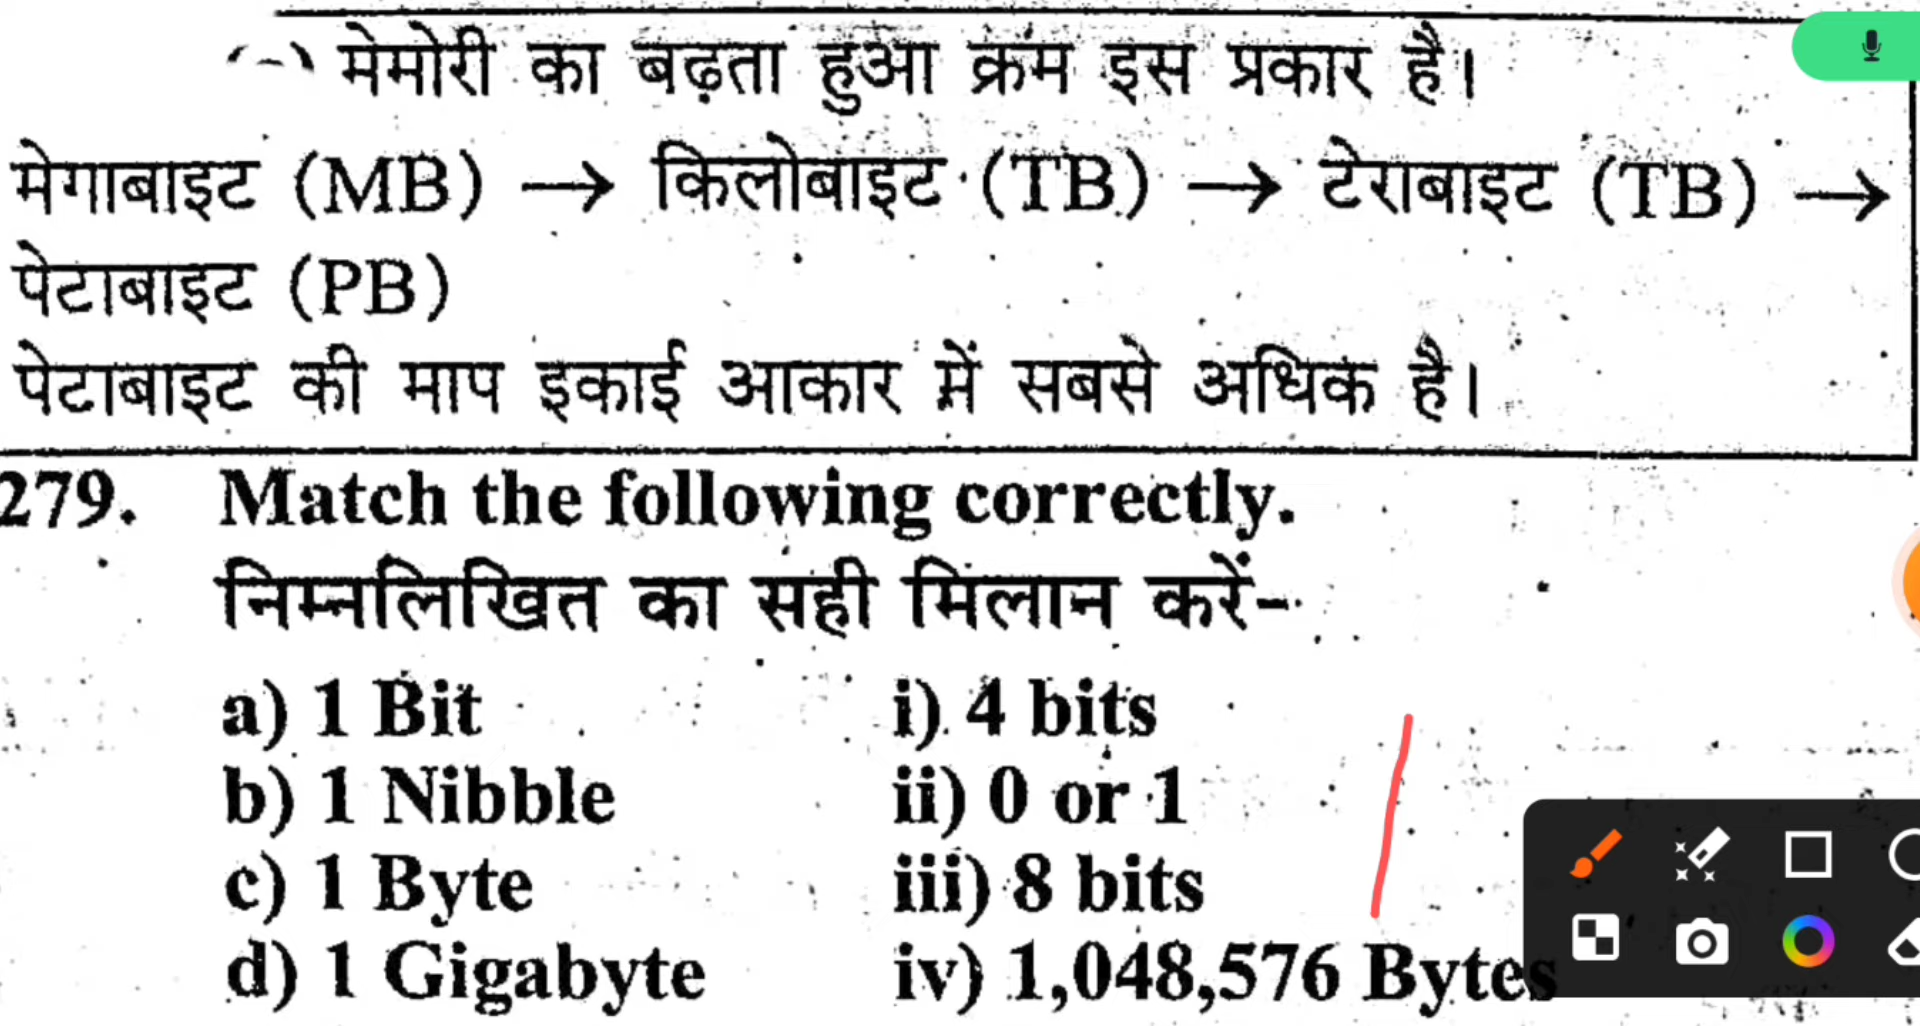 मेमोरी का बढ़ता हुआ क्रम इस प्रकार है।
मेगाबाइट (MB) → किलोबाइट (TB) → टेराबाइट (TB) →
पेटाबाइट (PB)
पेटाबाइट की माप इकाई आकार में सबसे अधिक है।
279. Match the following correctly.
निम्नलिखित का सही मिलान करें-
a) 1 Bit i) 4 bits
b) 1 Nibble ii) 0 or 1
c) 1 Byte iii) 8 bits
d) 1 Gigabyte iv) 1,048,576 Bytes